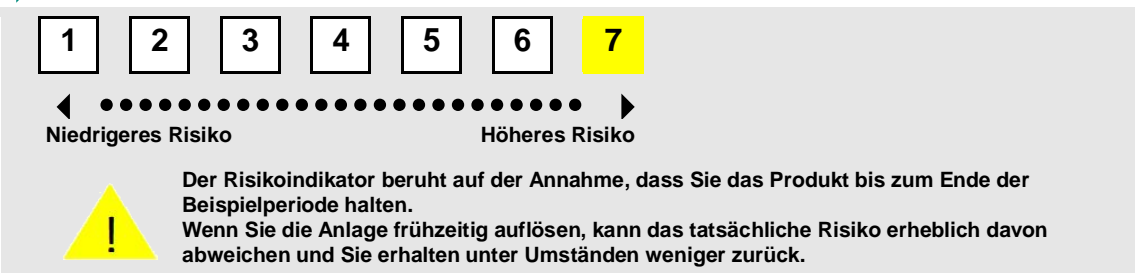 1 2 3 4 5 6 7
Niedrigeres Risiko Höheres Risiko
! Der Risikoindikator beruht auf der Annahme, dass Sie das Produkt bis zum Ende der
Beispielperiode halten.
Wenn Sie die Anlage frühzeitig auflösen, kann das tatsächliche Risiko erheblich davon
abweichen und Sie erhalten unter Umständen weniger zurück.